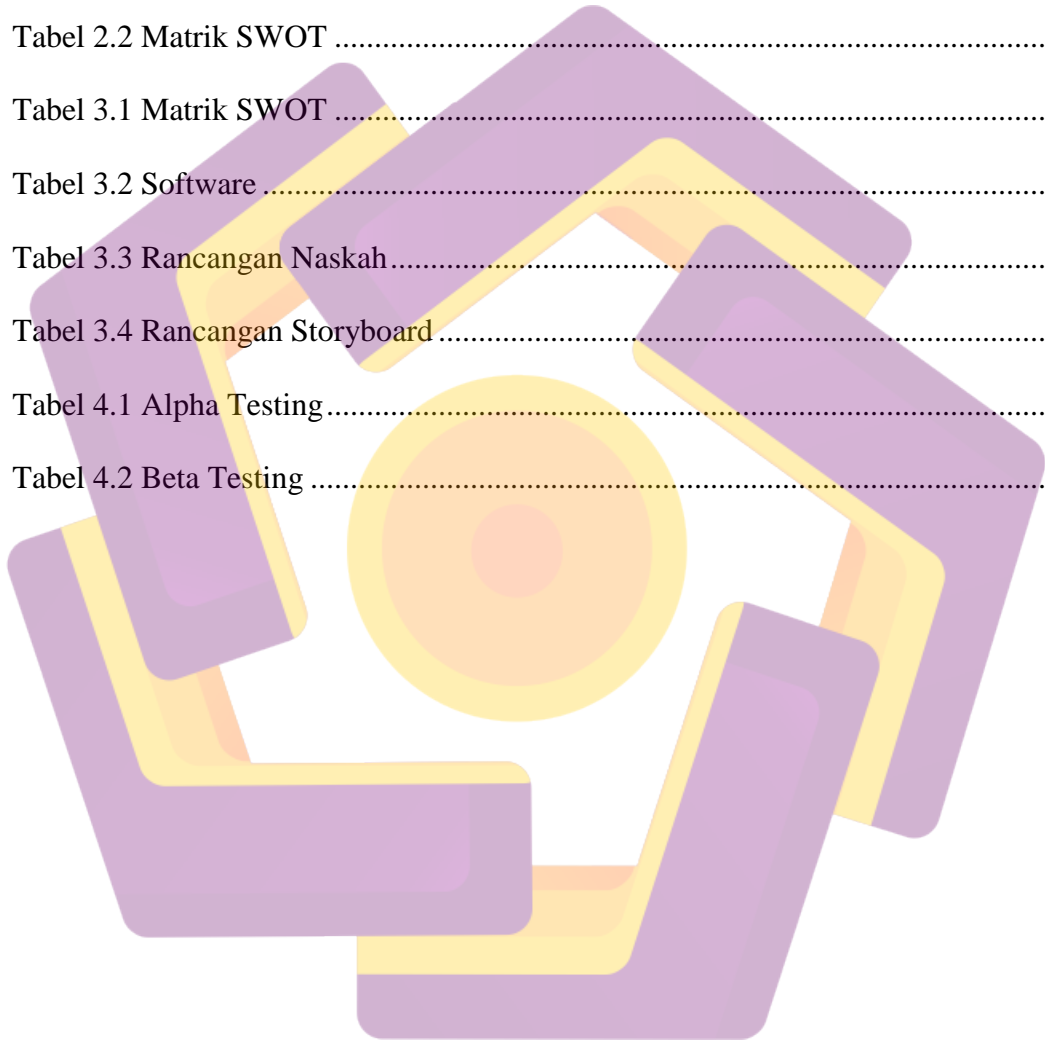 Tabel 2.2 Matrik SWOT ..........................................................................................
Tabel 3.1 Matrik SWOT ..........................................................................................
Tabel 3.2 Software ...................................................................................................
Tabel 3.3 Rancangan Naskah...................................................................................
Tabel 3.4 Rancangan Storyboard .............................................................................
Tabel 4.1 Alpha Testing...........................................................................................
Tabel 4.2 Beta Testing .............................................................................................